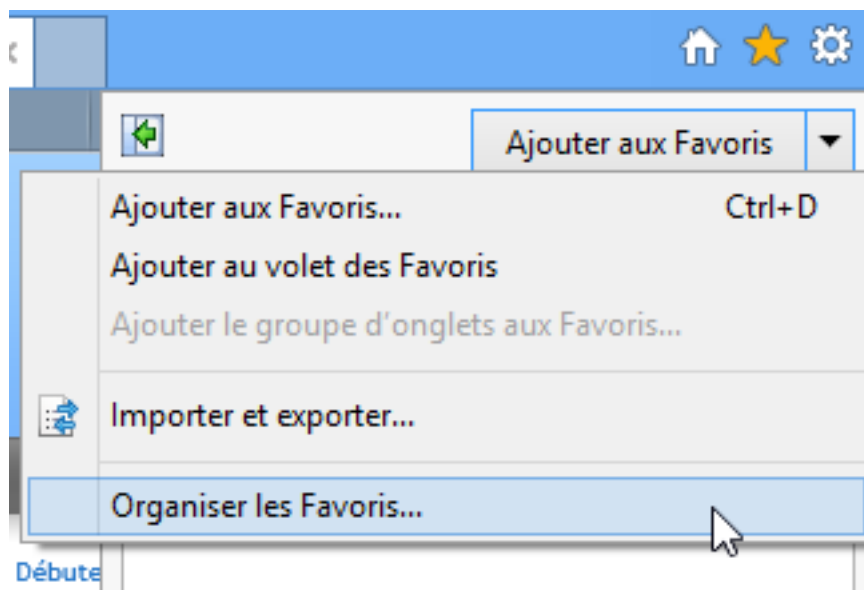 Ajouter aux Favoris
Ajouter aux Favoris... Ctrl+D
Ajouter au volet des Favoris
Ajouter le groupe d'onglets aux Favoris...
Importer et exporter...
Organiser les Favoris...
Débute